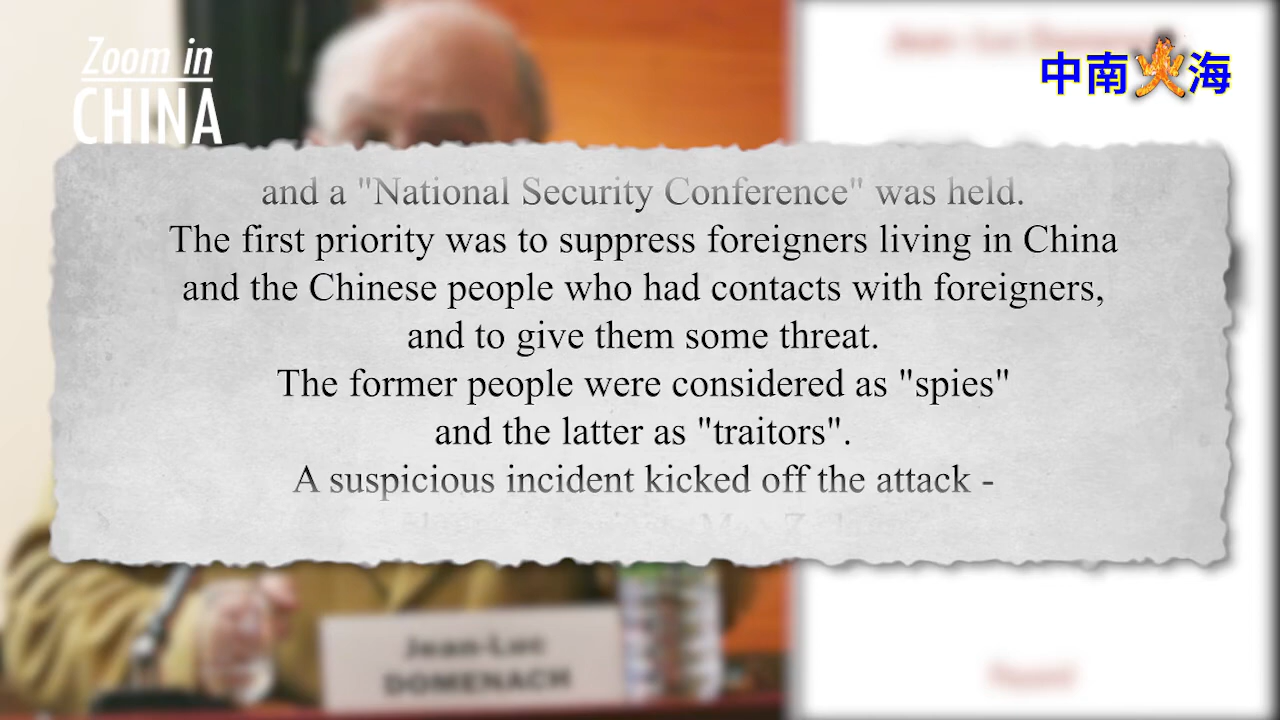 Zoom in
CHINA
中南海
and a "National Security Conference" was held.
The first priority was to suppress foreigners living in China
and the Chinese people who had contacts with foreigners,
and to give them some threat.
The former people were considered as "spies"
and the latter as "traitors".
A suspicious incident kicked off the attack -
Jean-Luc
DOMENACH